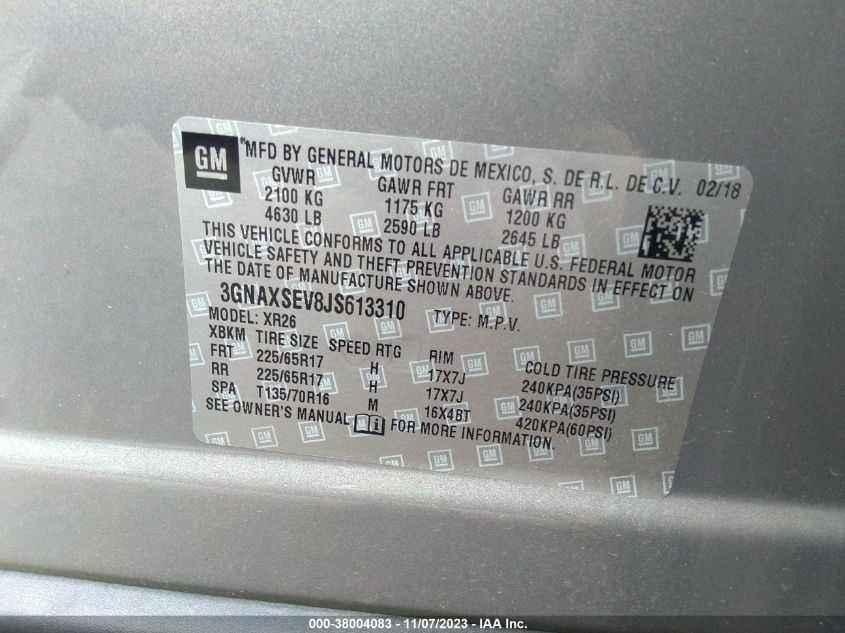 GM *MFD BY GENERAL MOTORS DE MEXICO, S. DE R.L. DE C.V. 02/18
GVWR GAWR FRT GAWR RR
2100 KG 1175 KG 1200 KG
4630 LB 2590 LB 2645 LB
THIS VEHICLE CONFORMS TO ALL APPLICABLE U.S. FEDERAL MOTOR
VEHICLE SAFETY AND THEFT PREVENTION STANDARDS IN EFFECT ON
THE DATE OF MANUFACTURE SHOWN ABOVE.
3GNAXSEV8JS613310 TYPE: M.P.V.
MODEL: XR26
XBKM TIRE SIZE SPEED RTG RIM COLD TIRE PRESSURE
FRT 225/65R17 H 17X7J 240KPA(35PSI)
RR 225/65R17 H 17X7J 240KPA(35PSI)
SPA T135/70R16 M 16X4BT 420KPA(60PSI)
SEE OWNER'S MANUAL i FOR MORE INFORMATION.
000-38004083 - 11/07/2023 - IAA Inc.